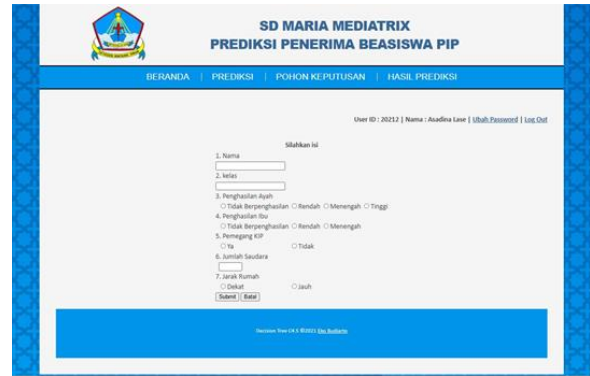 SD MARIA MEDIATRIX
PREDIKSI PENERIMA BEASISWA PIP
BERANDA | PREDIKSI | POHON KEPUTUSAN | HASIL PREDIKSI
User ID : 20212 | Nama : Asadina Lase | Ubah Password | Log Out
Silahkan isi
1. Nama
2. kelas
3. Penghasilan Ayah
Tidak Berpenghasilan Rendah Menengah Tinggi
4. Penghasilan Ibu
Tidak Berpenghasilan Rendah Menengah
5. Pemegang KIP
Ya Tidak
6. Jumlah Saudara
7. Jarak Rumah
Dekat Jauh
Submit Batal
Decision Tree C4.5 ©2021